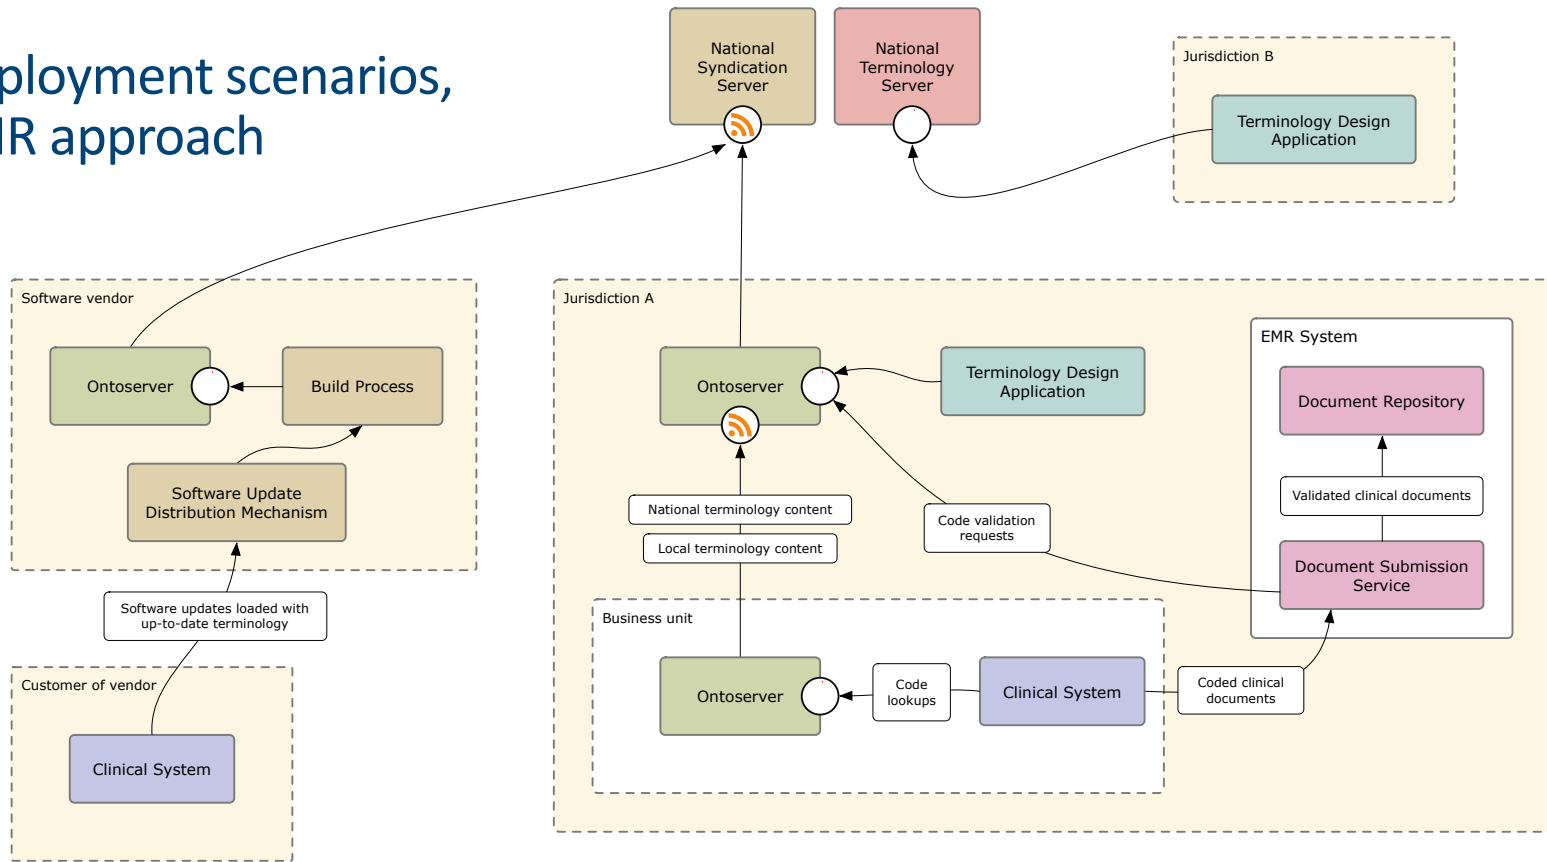 ployment scenarios,
IR approach
National
Syndication
Server
National
Terminology
Server
Jurisdiction B
Terminology Design
Application
Software vendor
Ontoserver
Build Process
Software Update
Distribution Mechanism
Software updates loaded with
up-to-date terminology
Customer of vendor
Clinical System
Jurisdiction A
Ontoserver
Terminology Design
Application
National terminology content
Local terminology content
Code validation
requests
EMR System
Document Repository
Validated clinical documents
Document Submission
Service
Business unit
Ontoserver
Code
lookups
Clinical System
Coded clinical
documents